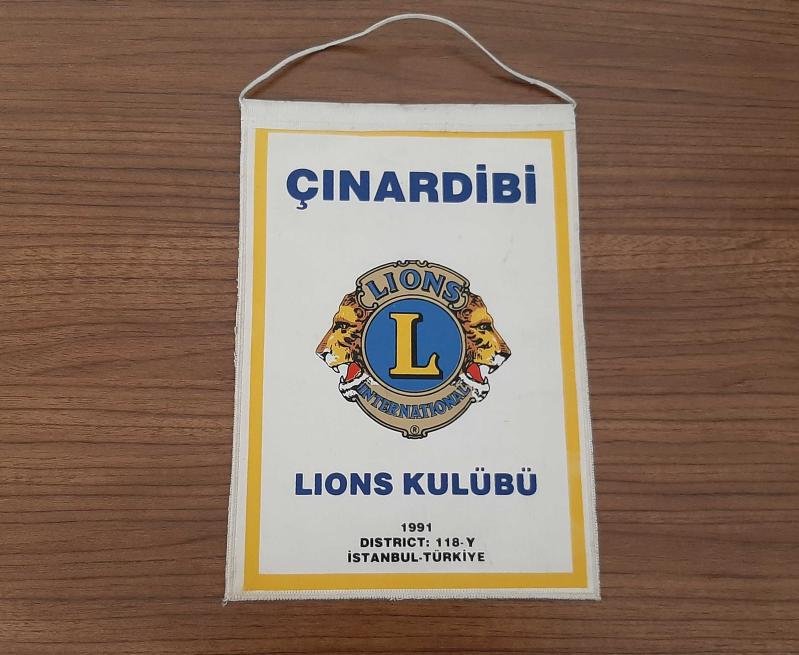 ÇINARDİBİ
LIONS
L
INTERNATIONAL
®
LIONS KULÜBÜ
1991
DISTRICT: 118-Y
İSTANBUL-TÜRKİYE